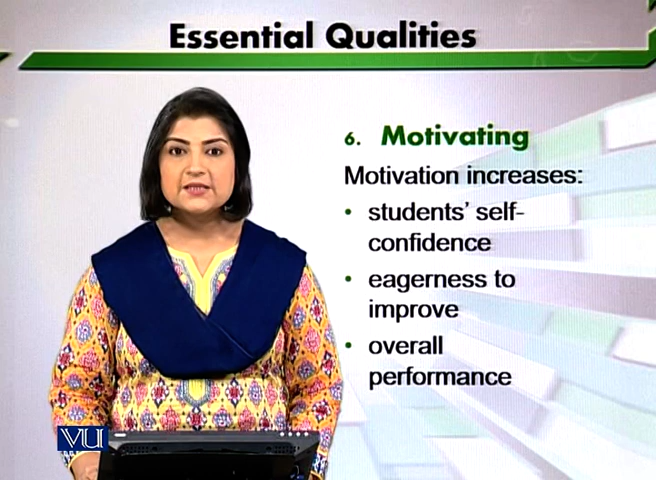 Essential Qualities
6. Motivating
Motivation increases:
• students' self-
confidence
• eagerness to
improve
• overall
performance
VU